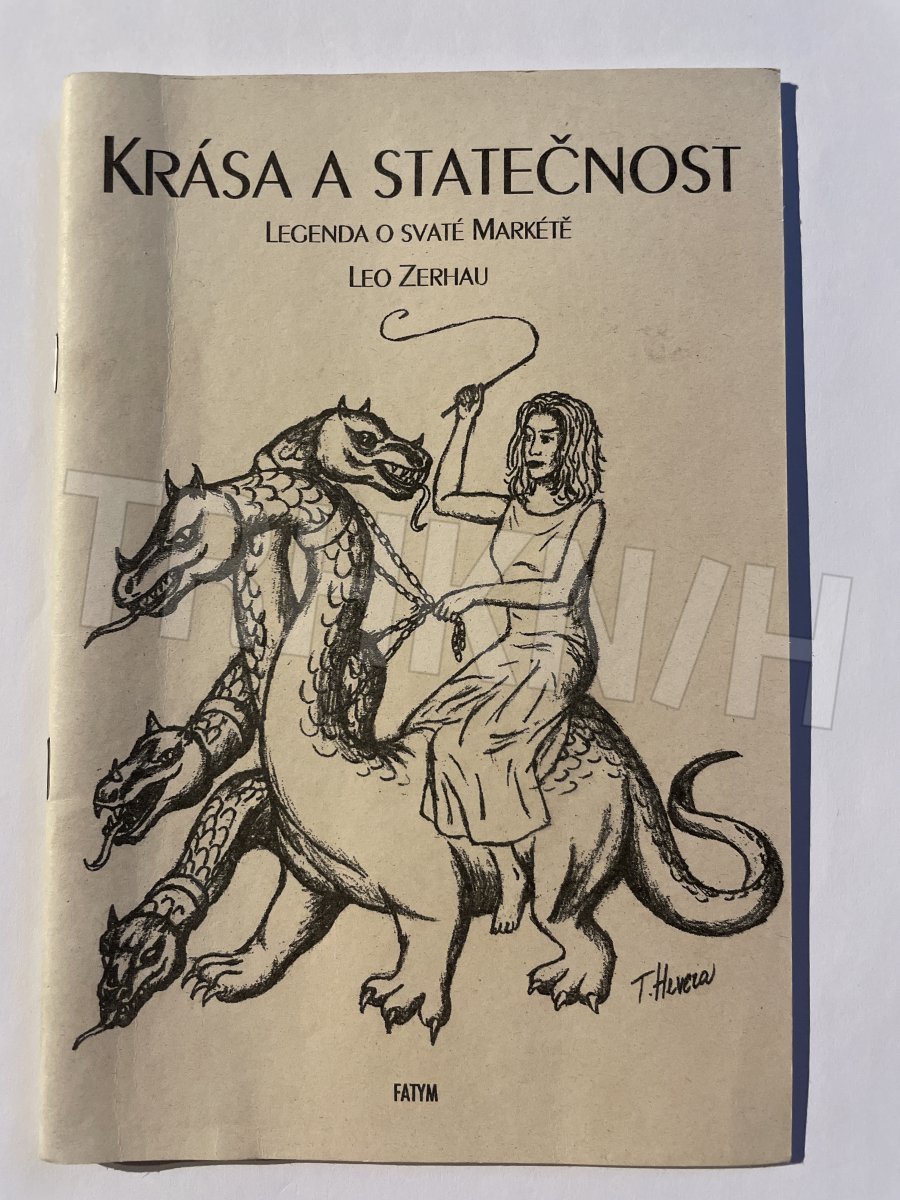 Krása a statečnost
Legenda o svaté Markétě
Leo Zerhau
T. Hevera
FATYM